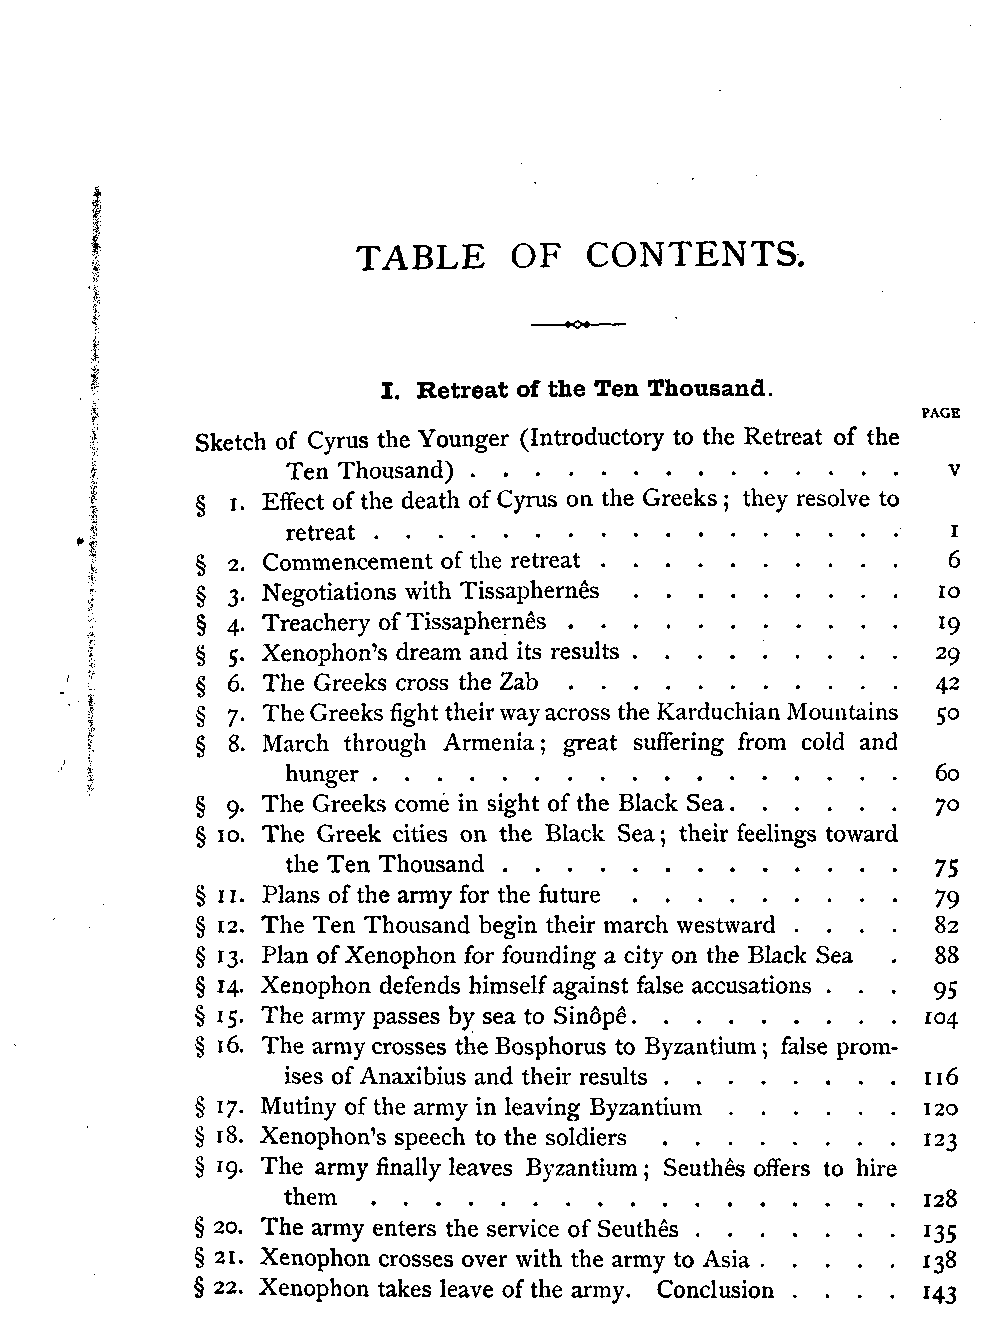 TABLE OF CONTENTS.
I. Retreat of the Ten Thousand.
PAGE
Sketch of Cyrus the Younger (Introductory to the Retreat of the
Ten Thousand) . . . . . . . . . . . . . . v
§ 1. Effect of the death of Cyrus on the Greeks; they resolve to
retreat . . . . . . . . . . . . . . . . . 1
§ 2. Commencement of the retreat . . . . . . . . . . 6
§ 3. Negotiations with Tissaphernês . . . . . . . . . 10
§ 4. Treachery of Tissaphernês . . . . . . . . . . . 19
§ 5. Xenophon's dream and its results . . . . . . . . . 29
§ 6. The Greeks cross the Zab . . . . . . . . . . . 42
§ 7. The Greeks fight their way across the Karduchian Mountains 50
§ 8. March through Armenia; great suffering from cold and
hunger . . . . . . . . . . . . . . . . . 60
§ 9. The Greeks come in sight of the Black Sea . . . . . . 70
§ 10. The Greek cities on the Black Sea; their feelings toward
the Ten Thousand . . . . . . . . . . . . . 75
§ 11. Plans of the army for the future . . . . . . . . . 79
§ 12. The Ten Thousand begin their march westward . . . . 82
§ 13. Plan of Xenophon for founding a city on the Black Sea . 88
§ 14. Xenophon defends himself against false accusations . . . 95
§ 15. The army passes by sea to Sinôpê . . . . . . . . . 104
§ 16. The army crosses the Bosphorus to Byzantium; false prom-
ises of Anaxibius and their results . . . . . . . . 116
§ 17. Mutiny of the army in leaving Byzantium . . . . . . 120
§ 18. Xenophon's speech to the soldiers . . . . . . . . 123
§ 19. The army finally leaves Byzantium; Seuthês offers to hire
them . . . . . . . . . . . . . . . . . 128
§ 20. The army enters the service of Seuthês . . . . . . . 135
§ 21. Xenophon crosses over with the army to Asia . . . . . 138
§ 22. Xenophon takes leave of the army. Conclusion . . . . 143